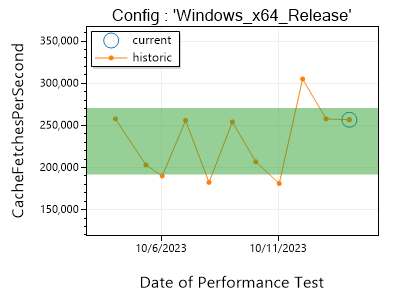 Config : 'Windows_x64_Release'
current
historic
350,000
300,000
250,000
200,000
150,000
CacheFetchesPerSecond
10/6/2023
10/11/2023
Date of Performance Test